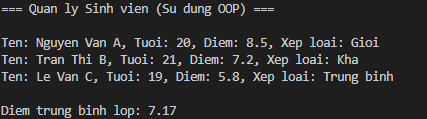 === Quan ly Sinh vien (Su dung OOP) ===
Ten: Nguyen Van A, Tuoi: 20, Diem: 8.5, Xep loai: Gioi
Ten: Tran Thi B, Tuoi: 21, Diem: 7.2, Xep loai: Kha
Ten: Le Van C, Tuoi: 19, Diem: 5.8, Xep loai: Trung binh
Diem trung binh lop: 7.17